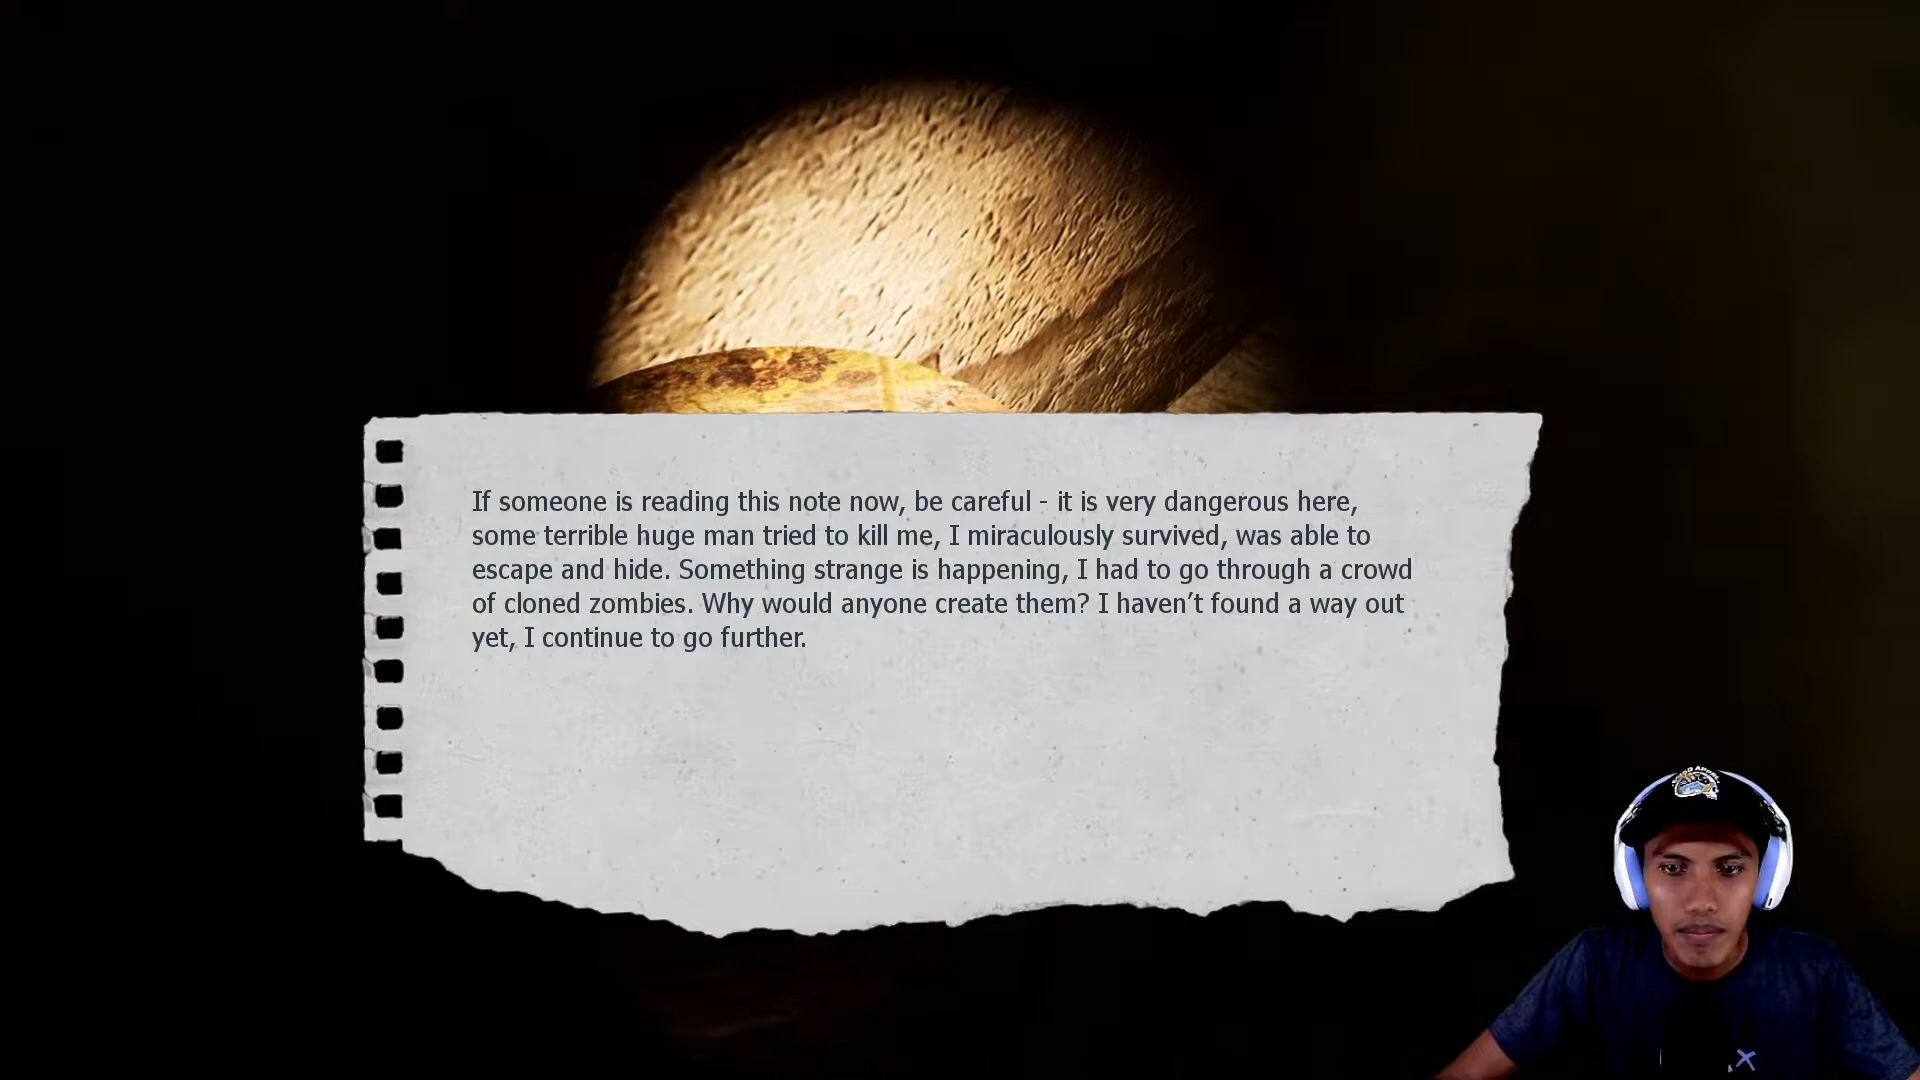 If someone is reading this note now, be careful - it is very dangerous here,
some terrible huge man tried to kill me, I miraculously survived, was able to
escape and hide. Something strange is happening, I had to go through a crowd
of cloned zombies. Why would anyone create them? I haven't found a way out
yet, I continue to go further.